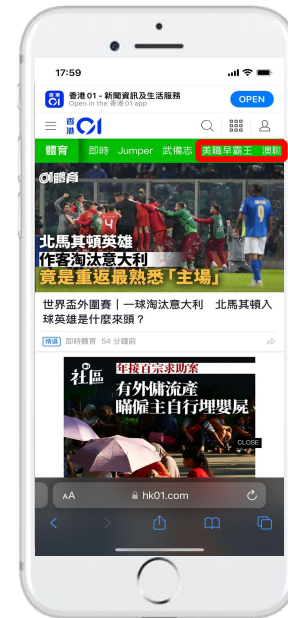 17:59
香港01 - 新聞資訊及生活服務
Open in the 香港01 app
OPEN
香港01
體育 即時 Jumper 武備志 美職早霸王 澳職
01體育
北馬其頓英雄
作客淘汰意大利
竟是重返最熟悉「主場」
世界盃外圍賽｜一球淘汰意大利 北馬其頓入
球英雄是什麼來頭？
精選 即時體育 54 分鐘前
社區
年接百宗求助案
有外傭流產
瞞僱主自行埋嬰屍
CLOSE
AA hk01.com